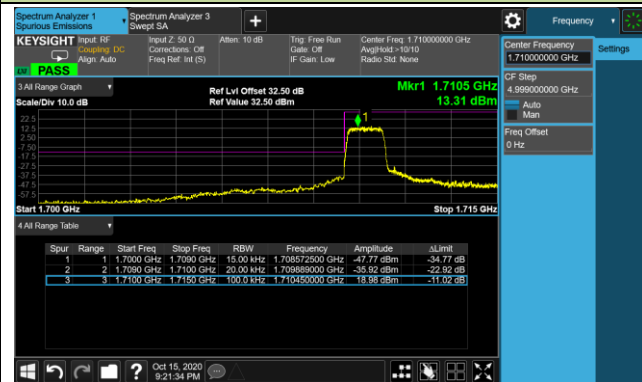 Spectrum Analyzer 1
Spurious Emissions
Spectrum Analyzer 3
Swept SA
Frequency
KEYSIGHT
Input: RF
Coupling: DC
Align: Auto
Input Z: 50 Ω
Corrections: Off
Freq Ref: Int (S)
Atten: 10 dB
Trig: Free Run
Gate: Off
IF Gain: Low
Center Freq: 1.710000000 GHz
Avg|Hold:>10/10
Radio Std: None
PASS
Center Frequency
1.710000000 GHz
Settings
CF Step
4.999000000 GHz
Auto
Man
Freq Offset
0 Hz
3 All Range Graph
Scale/Div 10.0 dB
Ref Lvl Offset 32.50 dB
Ref Value 32.50 dBm
Mkr1 1.7105 GHz
13.31 dBm
22.5
12.5
2.50
-7.50
-17.5
-27.5
-37.5
-47.5
-57.5
1
Start 1.700 GHz
Stop 1.715 GHz
4 All Range Table
Spur Range Start Freq Stop Freq RBW Frequency Amplitude ΔLimit
1 1 1.7000 GHz 1.7090 GHz 15.00 kHz 1.708572500 GHz -47.77 dBm -34.77 dB
2 2 1.7090 GHz 1.7100 GHz 20.00 kHz 1.709889000 GHz -35.92 dBm -22.92 dB
3 3 1.7100 GHz 1.7150 GHz 100.0 kHz 1.710450000 GHz 18.98 dBm -11.02 dB
Oct 15, 2020
9:21:34 PM